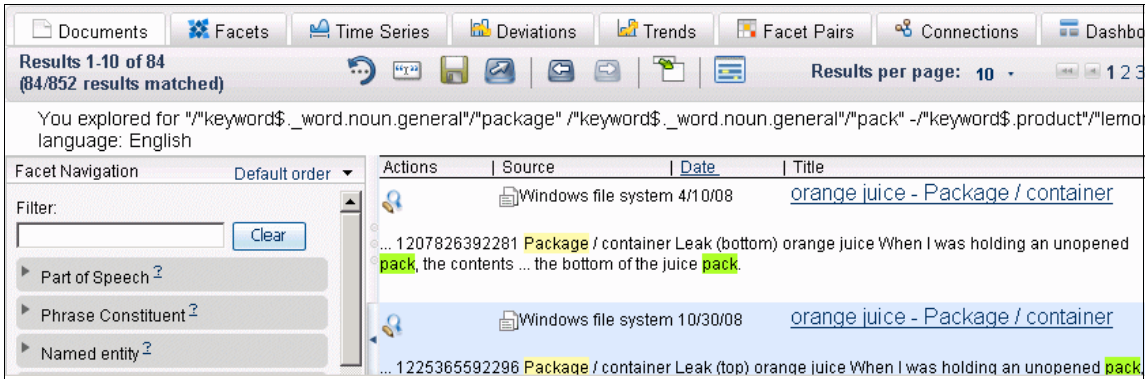 Documents Facets Time Series Deviations Trends Facet Pairs Connections Dashbo
Results 1-10 of 84
(84/852 results matched)
Results per page: 10 1 2 3
You explored for "/"keyword$._word.noun.general"/"package" /"keyword$._word.noun.general"/"pack" -/"keyword$.product"/"lemo
language: English
Facet Navigation Default order
Filter:
Clear
Part of Speech ?
Phrase Constituent ?
Named entity ?
Actions | Source | Date | Title
Windows file system 4/10/08 orange juice - Package / container
... 1207826392281 Package / container Leak (bottom) orange juice When I was holding an unopened
pack, the contents ... the bottom of the juice pack.
Windows file system 10/30/08 orange juice - Package / container
... 1225365592296 Package / container Leak (top) orange juice When I was holding an unopened pack